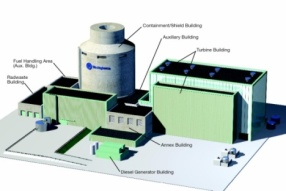 Containment/Shield Building
Auxiliary Building
Turbine Building
Fuel Handling Area
(Aux. Bldg.)
Radwaste
Building
Annex Building
Diesel Generator Building